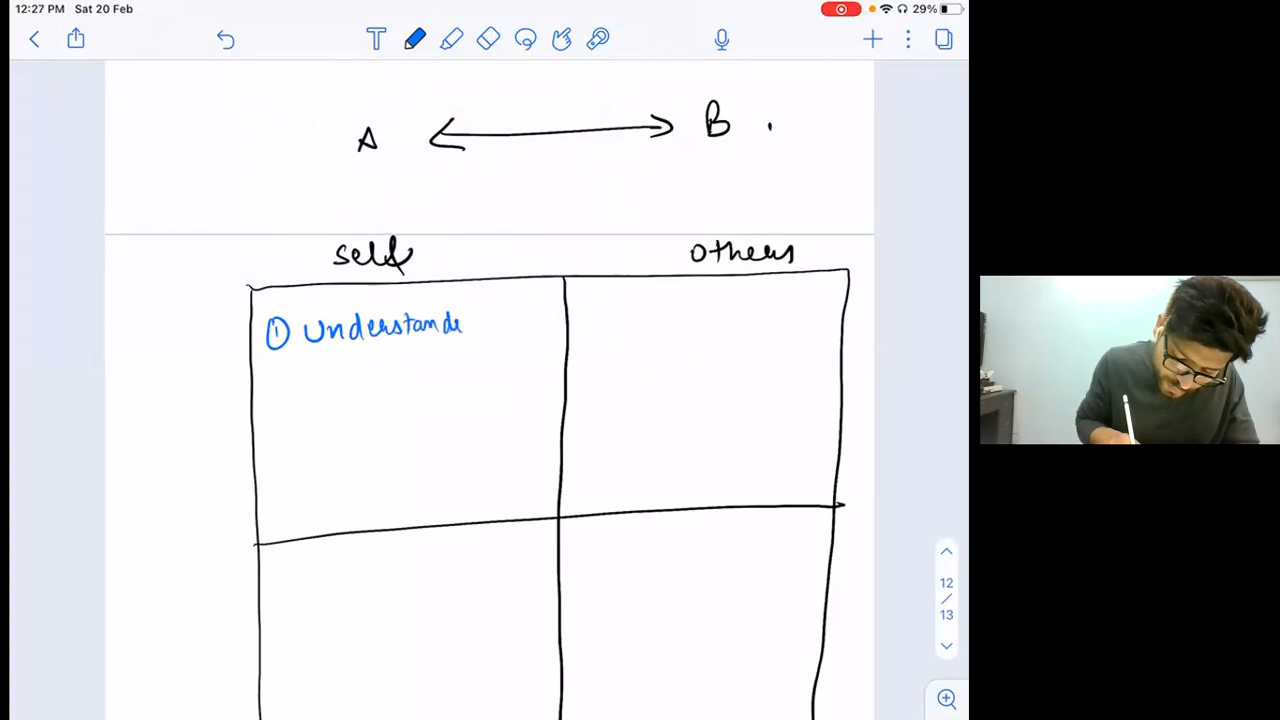 12:27 PM Sat 20 Feb
29%
T
A B .
self others
① Understande
12
/
13